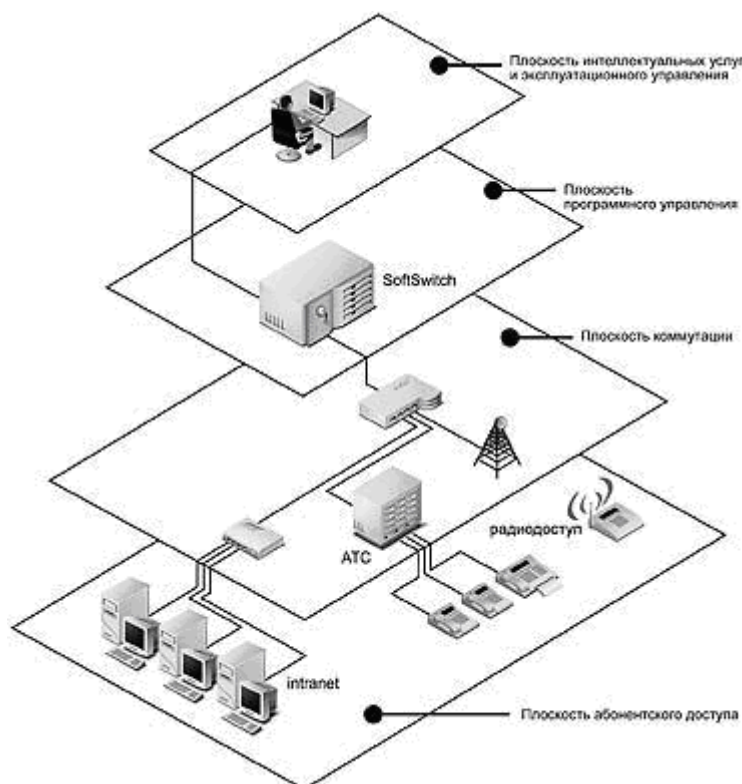 Плоскость интеллектуальных услуг
и эксплуатационного управления
Плоскость
программного управления
SoftSwitch
Плоскость коммутации
радиодоступ
АТС
intranet
Плоскость абонентского доступа